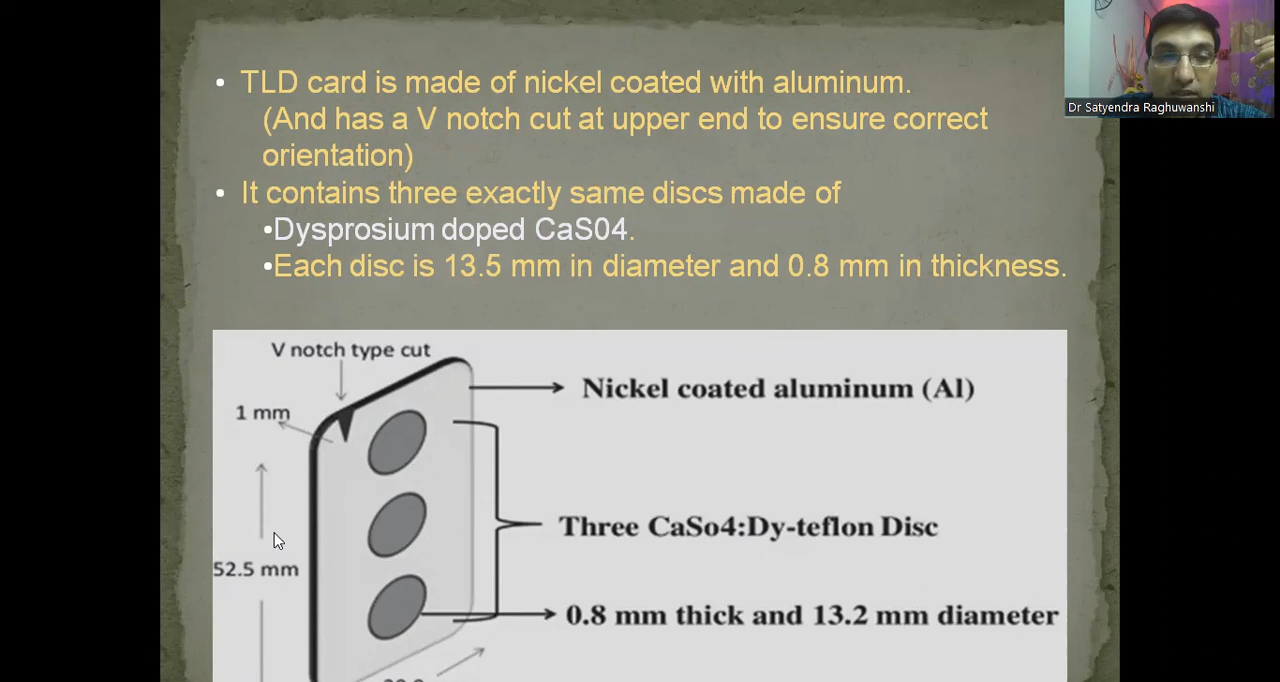 • TLD card is made of nickel coated with aluminum.
(And has a V notch cut at upper end to ensure correct
orientation)
• It contains three exactly same discs made of
•Dysprosium doped CaS04.
•Each disc is 13.5 mm in diameter and 0.8 mm in thickness.
Dr Satyendra Raghuwanshi
V notch type cut
1 mm
Nickel coated aluminum (Al)
Three CaSo4:Dy-teflon Disc
52.5 mm
0.8 mm thick and 13.2 mm diameter